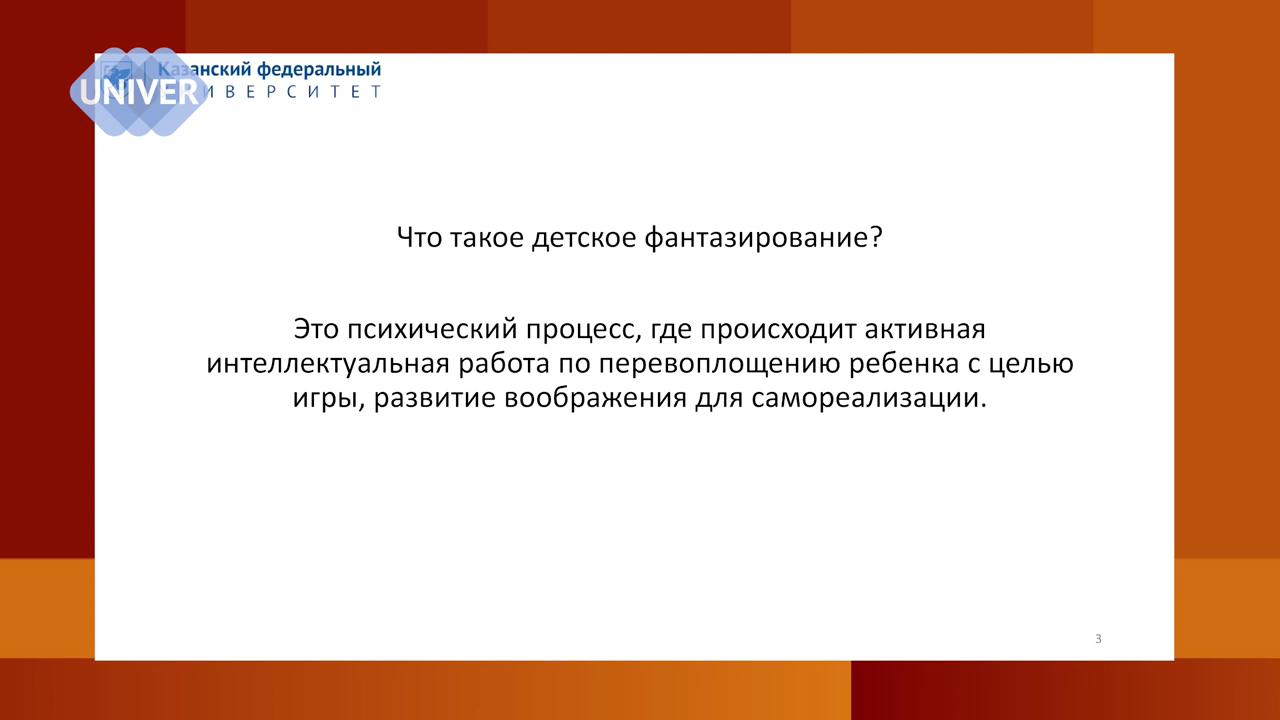 Казанский федеральный
UNIVER
ИВЕРСИТЕТ
Что такое детское фантазирование?
Это психический процесс, где происходит активная
интеллектуальная работа по перевоплощению ребенка с целью
игры, развитие воображения для самореализации.
3